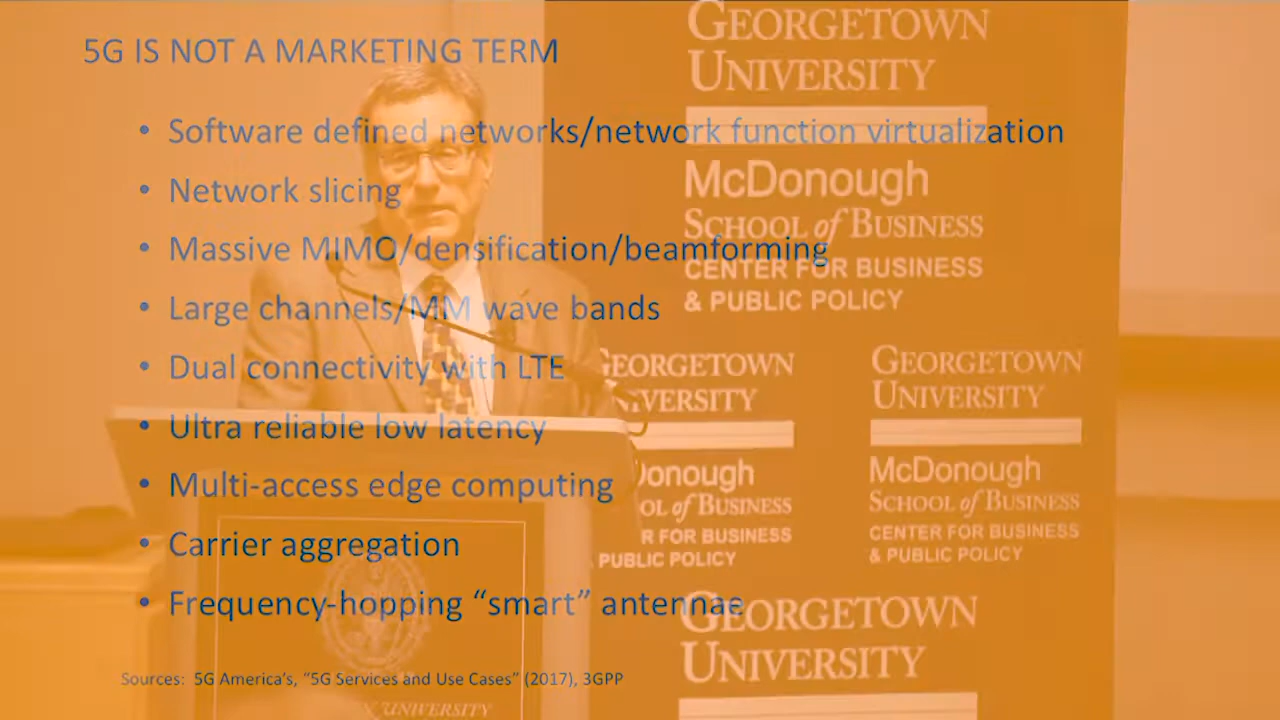 5G IS NOT A MARKETING TERM
• Software defined networks/network function virtualization
• Network slicing
• Massive MIMO/densification/beamforming
• Large channels/MM wave bands
• Dual connectivity with LTE
• Ultra reliable low latency
• Multi-access edge computing
• Carrier aggregation
• Frequency-hopping “smart” antennae
Sources: 5G America’s, “5G Services and Use Cases” (2017), 3GPP
GEORGETOWN
UNIVERSITY
McDonough
SCHOOL of BUSINESS
CENTER FOR BUSINESS
& PUBLIC POLICY
GEORGETOWN
UNIVERSITY
McDonough
SCHOOL of BUSINESS
CENTER FOR BUSINESS
& PUBLIC POLICY
GEORGETOWN
UNIVERSITY
BUSINESS
FOR BUSINESS
PUBLIC POLICY
GEORGETOWN
UNIVERSITY
UNIVERSITY